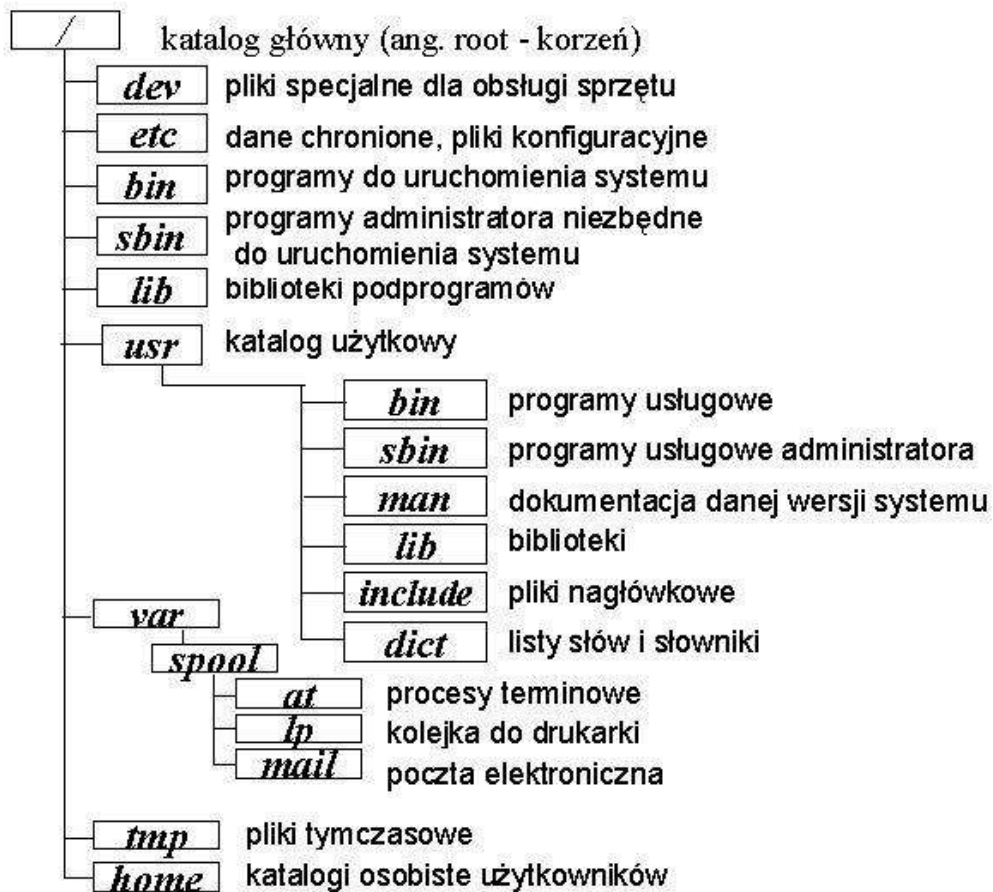 / katalog główny (ang. root - korzeń)
dev pliki specjalne dla obsługi sprzętu
etc dane chronione, pliki konfiguracyjne
bin programy do uruchomienia systemu
sbin programy administratora niezbędne
do uruchomienia systemu
lib biblioteki podprogamów
usr katalog użytkowy
bin programy usługowe
sbin programy usługowe administratora
man dokumentacja danej wersji systemu
lib biblioteki
include pliki nagłówkowe
dict listy słów i słowniki
var
spool
at procesy terminowe
lp kolejka do drukarki
mail poczta elektroniczna
tmp pliki tymczasowe
home katalogi osobiste użytkowników